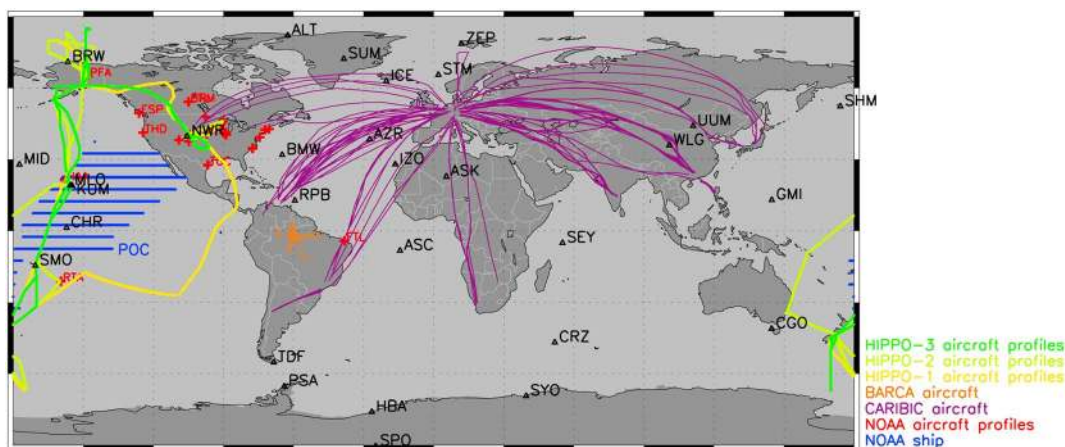 ALT
ZEP
SUM
BRW
STM
ICE
PFA
SHM
ESP
UUM
THD
NWR
WLG
AZR
BMW
MID
IZO
ASK
MLO
KUM
RPB
GMI
CHR
FTL
SEY
ASC
POC
SMO
RTA
CGO
CRZ
TDF
HIPPO-3 aircraft profiles
HIPPO-2 aircraft profiles
HIPPO-1 aircraft profiles
PSA
SYO
BARCA aircraft
HBA
CARIBIC aircraft
NOAA aircraft profiles
SPO
NOAA ship